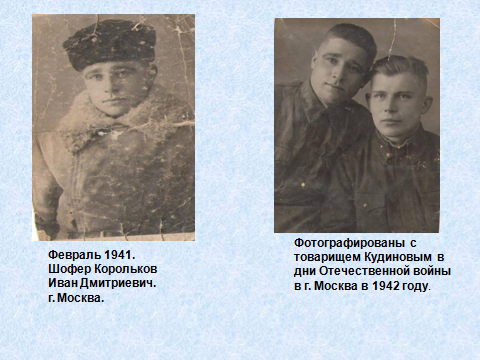 Февраль 1941.
Шофер Корольков
Иван Дмитриевич.
г. Москва.
Фотографированы с
товарищем Кудиновым в
дни Отечественной войны
в г. Москва в 1942 году.